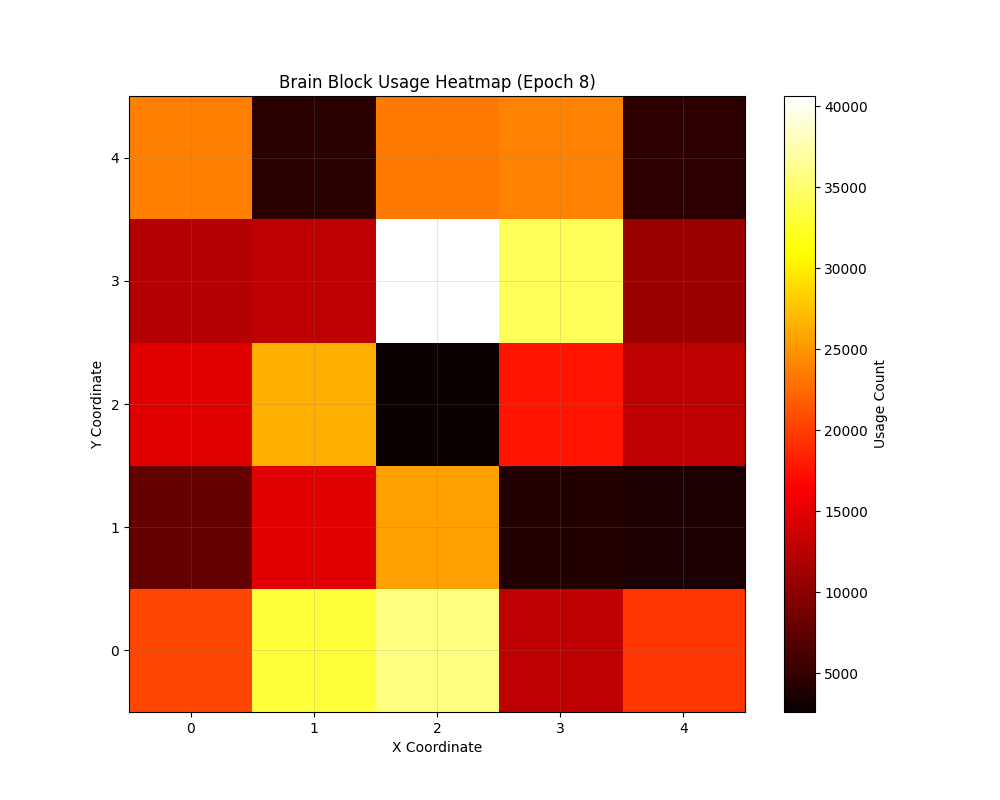 Brain Block Usage Heatmap (Epoch 8)
Y Coordinate
4
3
2
1
0
0 1 2 3 4
X Coordinate
40000
35000
30000
25000
20000
15000
10000
5000
Usage Count